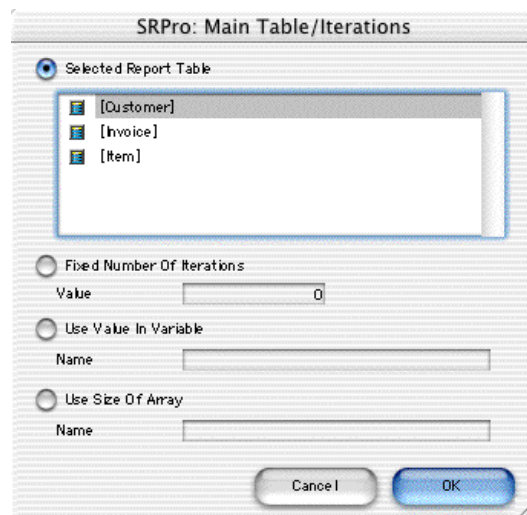 SRPro: Main Table/Iterations
Selected Report Table
[Customer]
[Invoice]
[Item]
Fixed Number Of Iterations
Value 0
Use Value In Variable
Name
Use Size Of Array
Name
Cancel OK